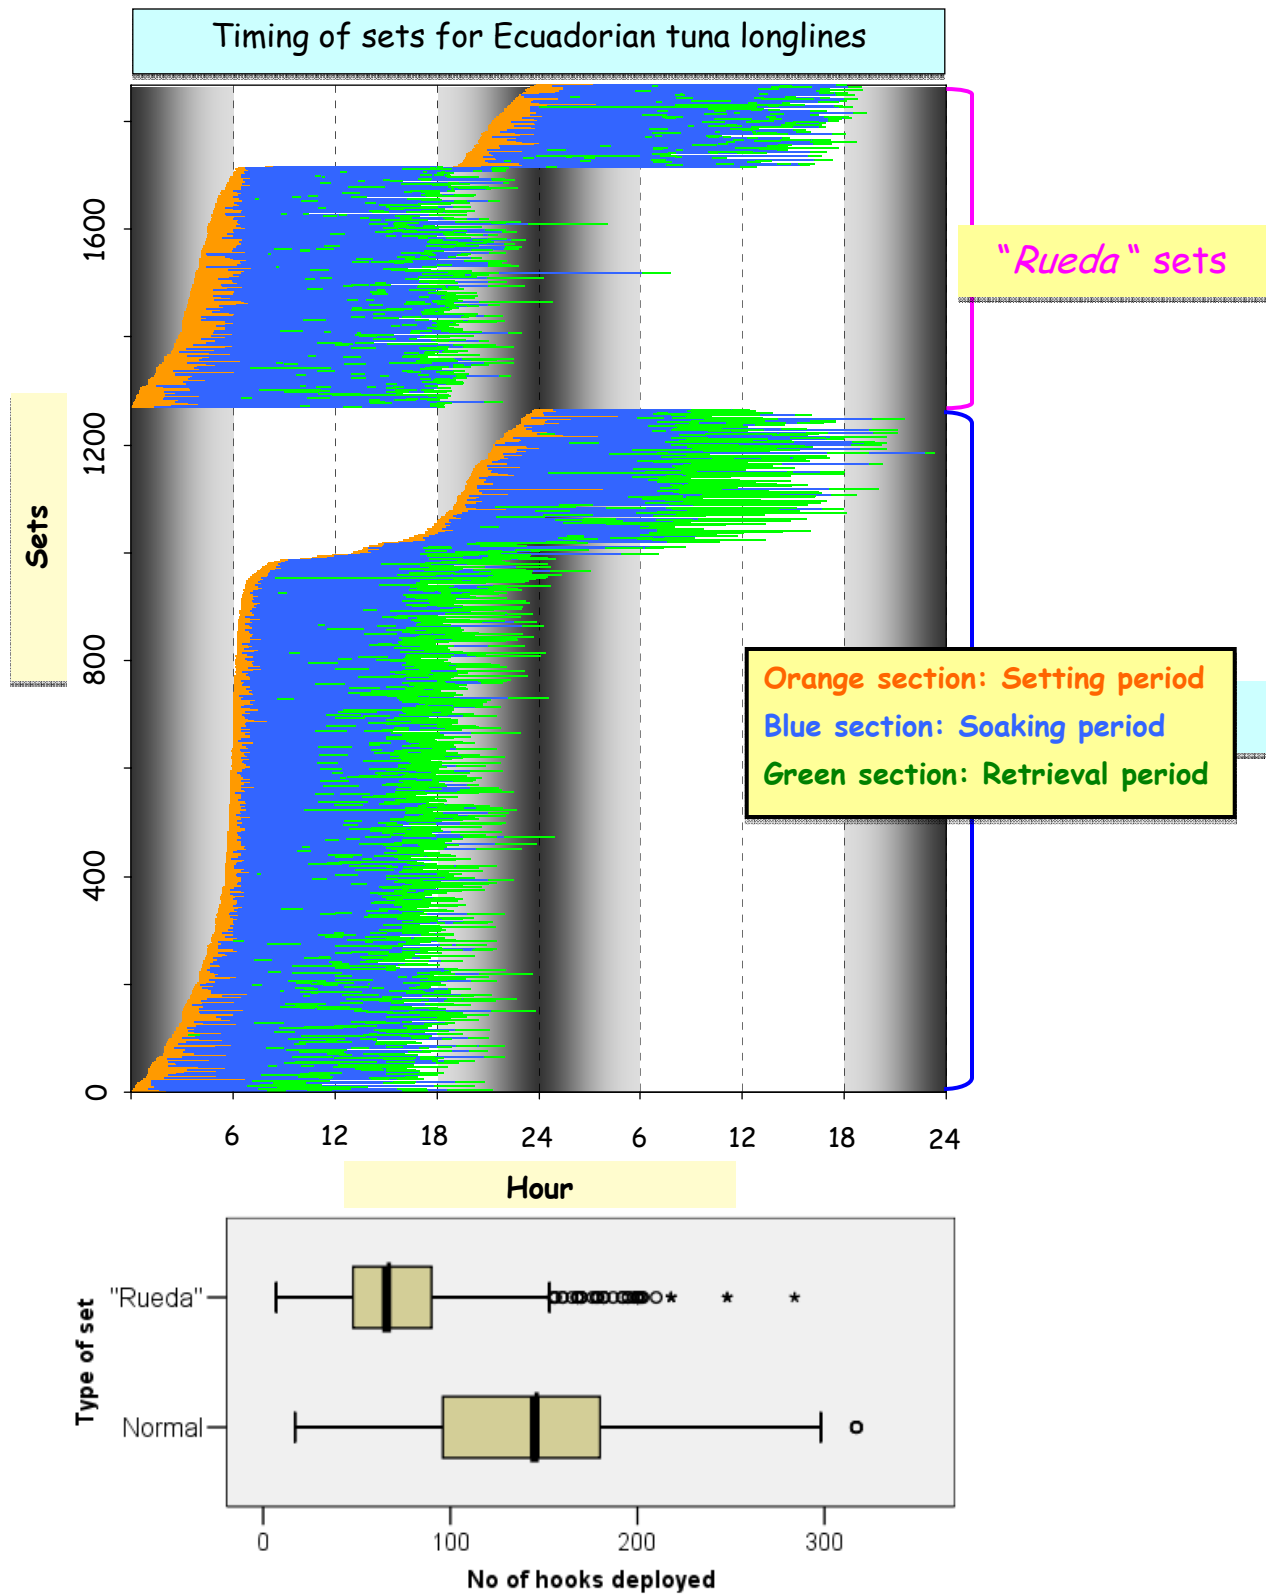 Timing of sets for Ecuadorian tuna longlines
1600
1200
800
400
0
Sets
"Rueda" sets
Orange section: Setting period
Blue section: Soaking period
Green section: Retrieval period
6 12 18 24 6 12 18 24
Hour
Type of set
"Rueda"
Normal
0 100 200 300
No of hooks deployed